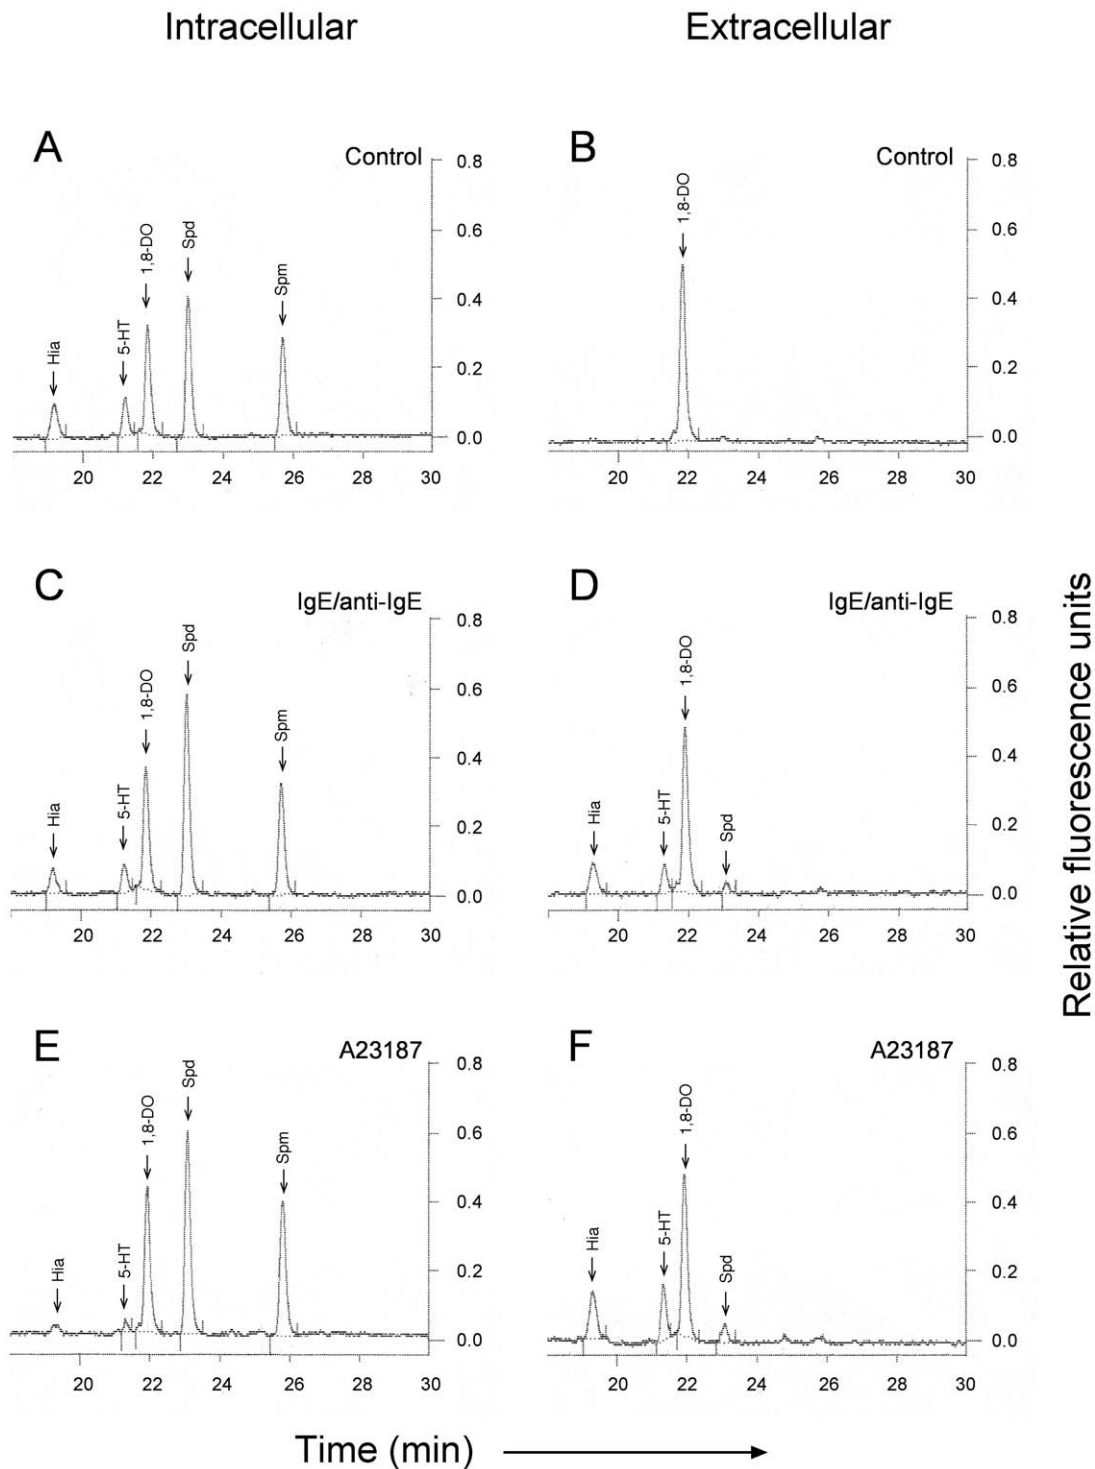 Intracellular
Extracellular
A
Control
Hia
5-HT
1,8-DO
Spd
Spm
0.8
0.6
0.4
0.2
0.0
20
22
24
26
28
30
B
Control
1,8-DO
0.8
0.6
0.4
0.2
0.0
20
22
24
26
28
30
C
IgE/anti-IgE
Hia
5-HT
1,8-DO
Spd
Spm
0.8
0.6
0.4
0.2
0.0
20
22
24
26
28
30
D
IgE/anti-IgE
Hia
5-HT
1,8-DO
Spd
0.8
0.6
0.4
0.2
0.0
20
22
24
26
28
30
E
A23187
Hia
5-HT
1,8-DO
Spd
Spm
0.8
0.6
0.4
0.2
0.0
20
22
24
26
28
30
F
A23187
Hia
5-HT
1,8-DO
Spd
0.8
0.6
0.4
0.2
0.0
20
22
24
26
28
30
Relative fluorescence units
Time (min)